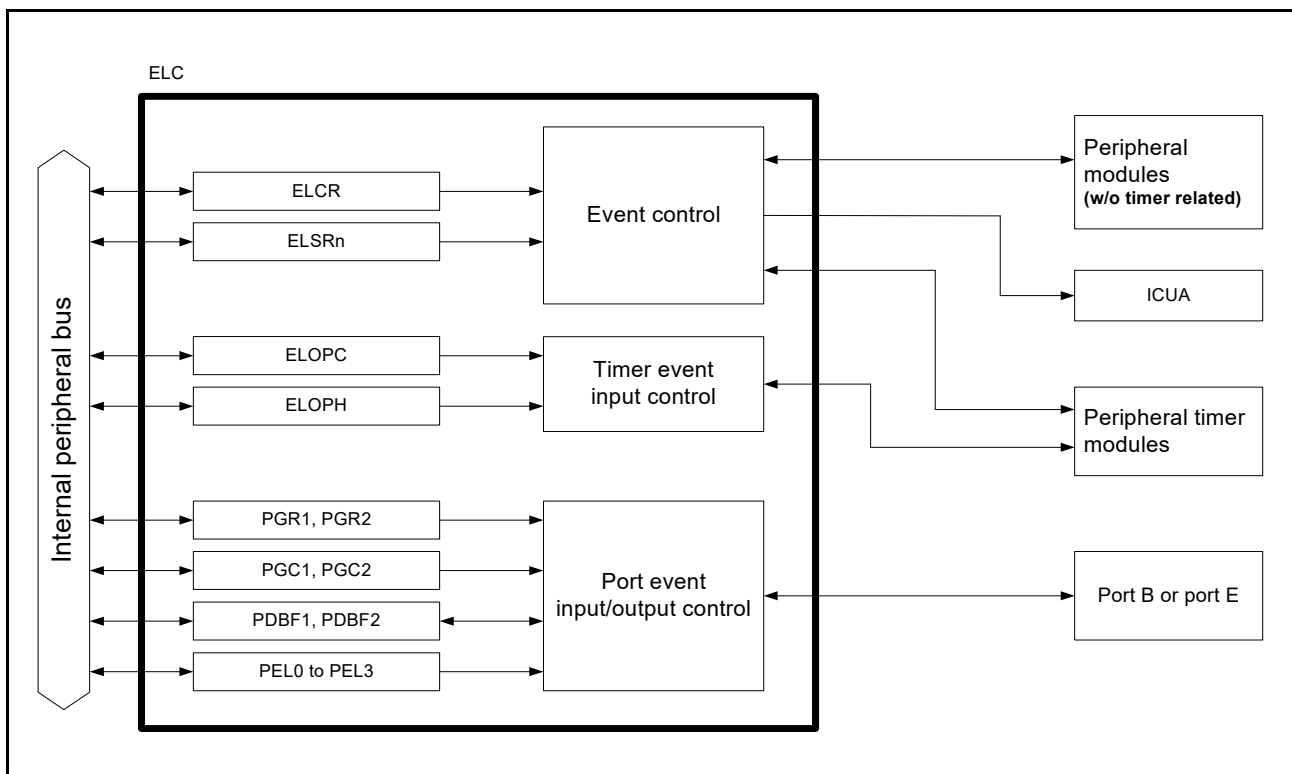 ELC
Internal peripheral bus
ELCR
ELSRn
ELOPC
ELOPH
PGR1, PGR2
PGC1, PGC2
PDBF1, PDBF2
PEL0 to PEL3
Event control
Timer event
input control
Port event
input/output control
Peripheral
modules
(w/o timer related)
ICUA
Peripheral timer
modules
Port B or port E